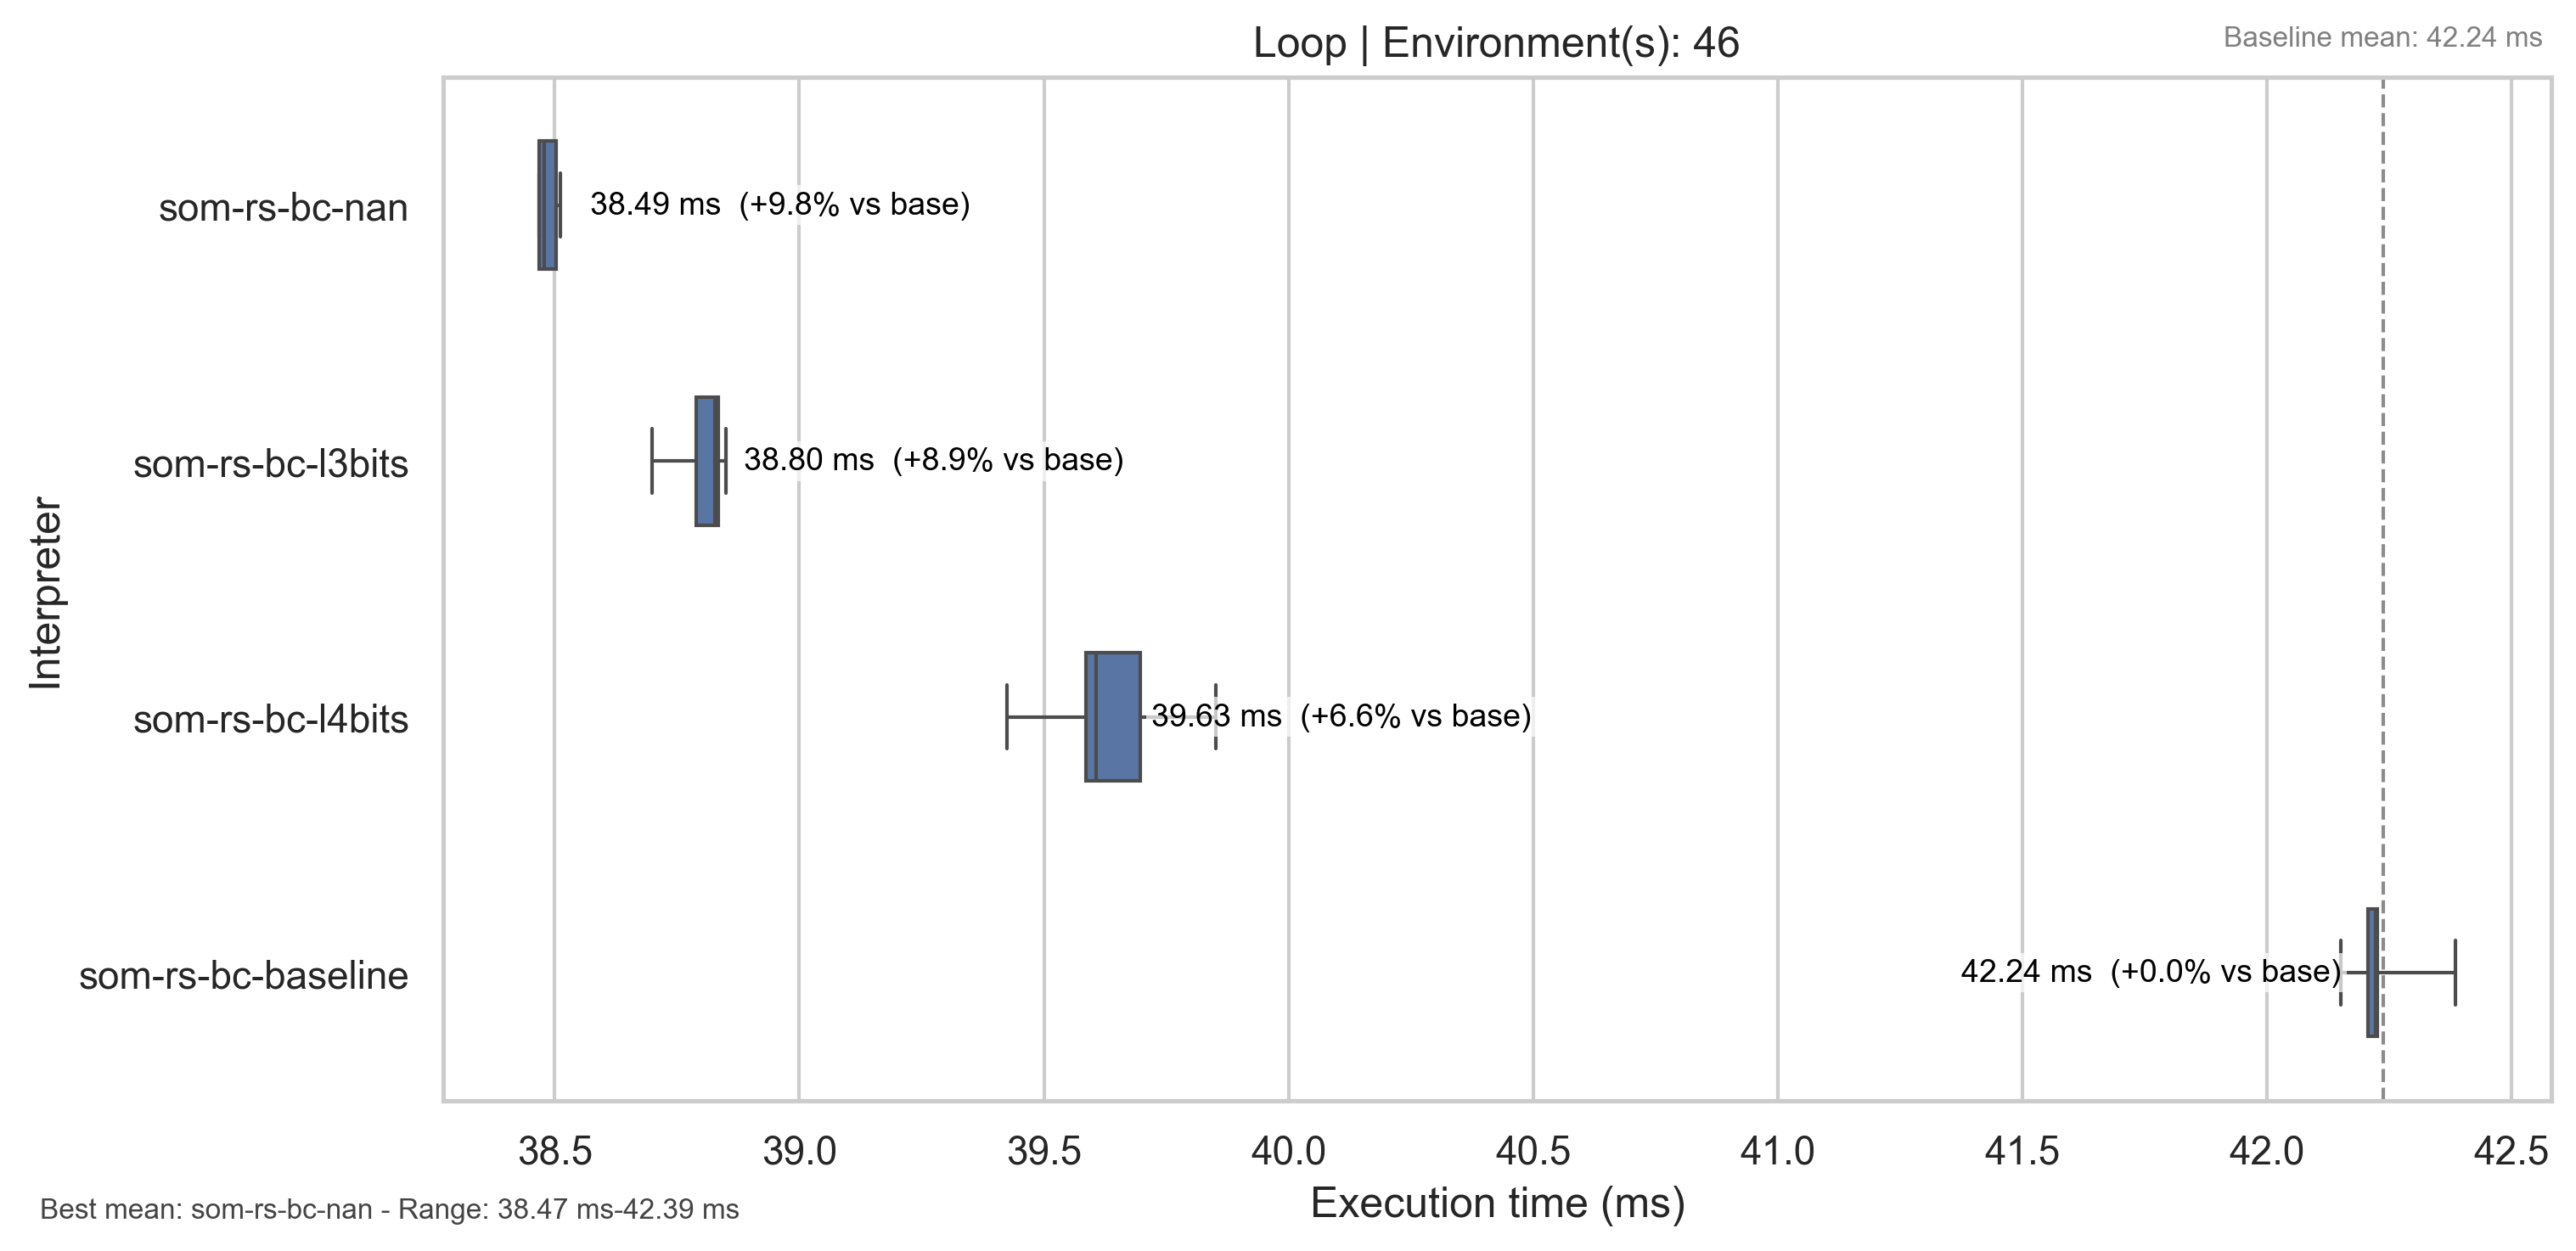 Loop | Environment(s): 46
Baseline mean: 42.24 ms
Interpreter
som-rs-bc-nan
38.49 ms  (+9.8% vs base)
som-rs-bc-l3bits
38.80 ms  (+8.9% vs base)
som-rs-bc-l4bits
39.63 ms  (+6.6% vs base)
som-rs-bc-baseline
42.24 ms  (+0.0% vs base)
38.5 39.0 39.5 40.0 40.5 41.0 41.5 42.0 42.5
Execution time (ms)
Best mean: som-rs-bc-nan - Range: 38.47 ms-42.39 ms